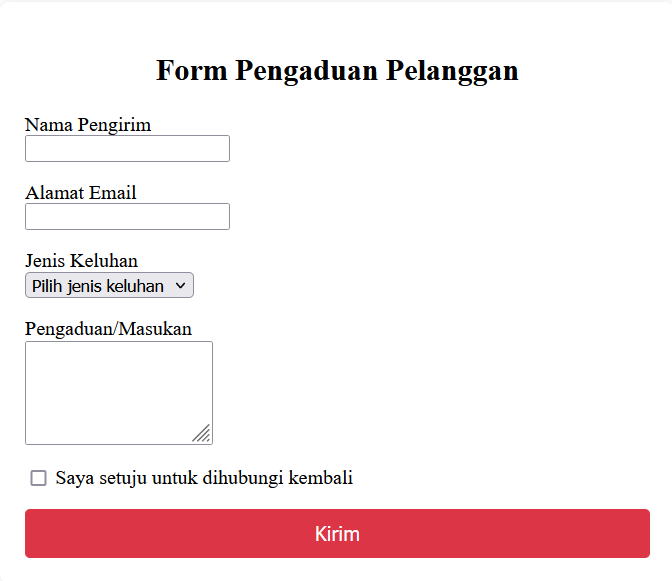 Form Pengaduan Pelanggan
Nama Pengirim
Alamat Email
Jenis Keluhan
Pilih jenis keluhan
Pengaduan/Masukan
Saya setuju untuk dihubungi kembali
Kirim